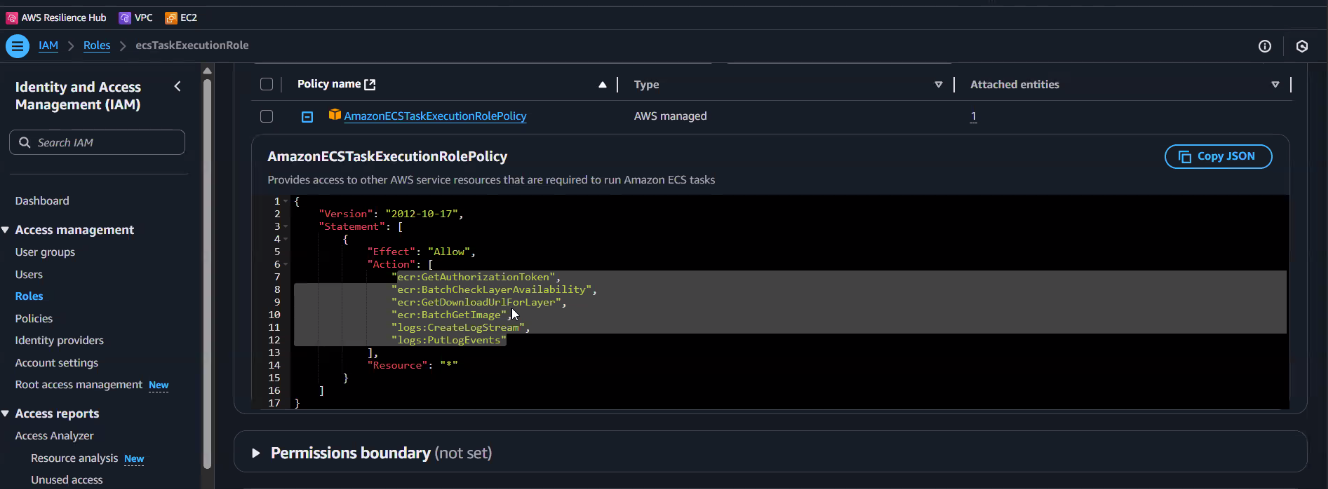 AWS Resilience Hub VPC EC2
IAM Roles ecsTaskExecutionRole
Identity and Access
Management (IAM)
Search IAM
Dashboard
Access management
User groups
Users
Roles
Policies
Identity providers
Account settings
Root access management New
Access reports
Access Analyzer
Resource analysis New
Unused access
Policy name Type Attached entities
AmazonECSTaskExecutionRolePolicy AWS managed 1
AmazonECSTaskExecutionRolePolicy Copy JSON
Provides access to other AWS service resources that are required to run Amazon ECS tasks
1 {
2 "Version": "2012-10-17",
3 "Statement": [
4 {
5 "Effect": "Allow",
6 "Action": [
7 "ecr:GetAuthorizationToken",
8 "ecr:BatchCheckLayerAvailability",
9 "ecr:GetDownloadUrlForLayer",
10 "ecr:BatchGetImage",
11 "logs:CreateLogStream",
12 "logs:PutLogEvents"
13 ],
14 "Resource": "*"
15 }
16 ]
17 }
Permissions boundary (not set)